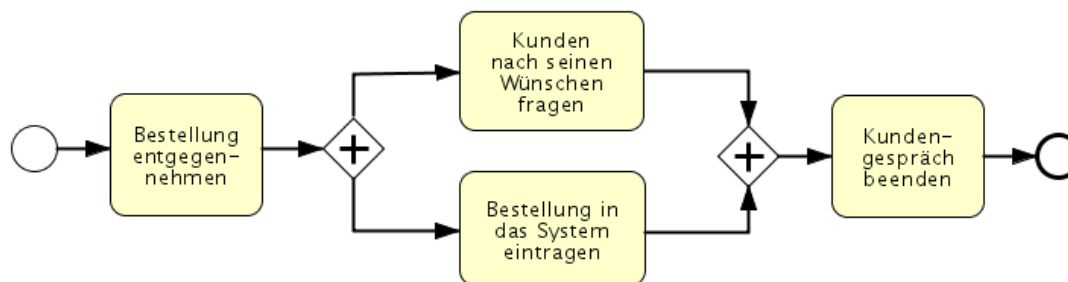 Bestellung
entgegen-
nehmen
Kunden
nach seinen
Wünschen
fragen
Bestellung in
das System
eintragen
Kunden-
gespräch
beenden